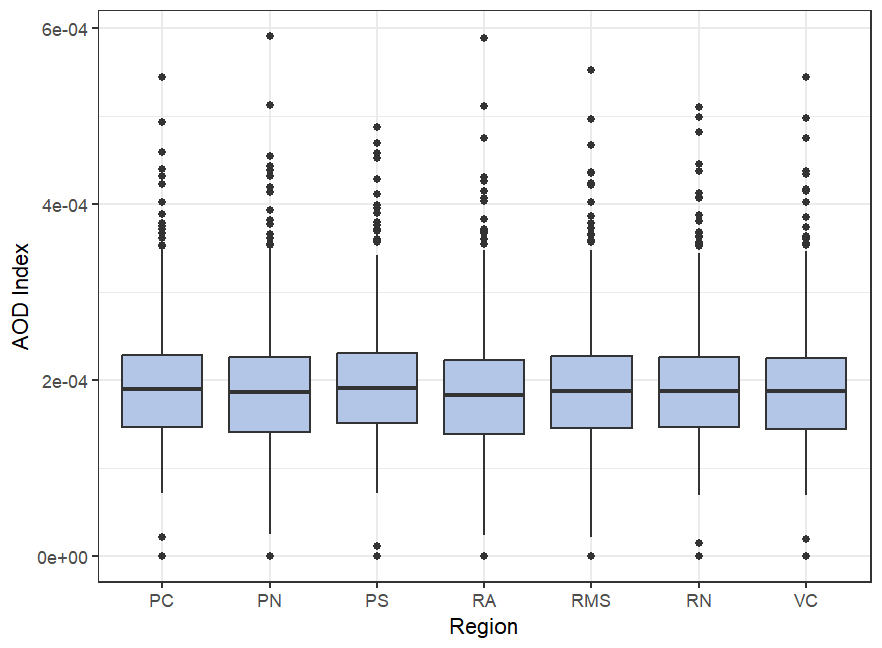 6e-04
4e-04
2e-04
0e+00
AOD Index
PC PN PS RA RMS RN VC
Region